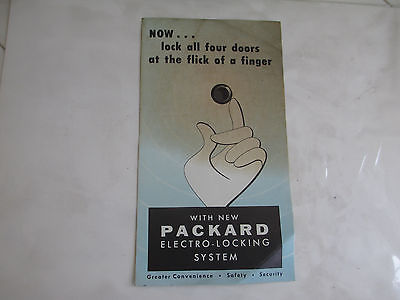 NOW...
lock all four doors
at the flick of a finger
WITH NEW
PACKARD
ELECTRO-LOCKING
SYSTEM
Greater Convenience • Safety • Security